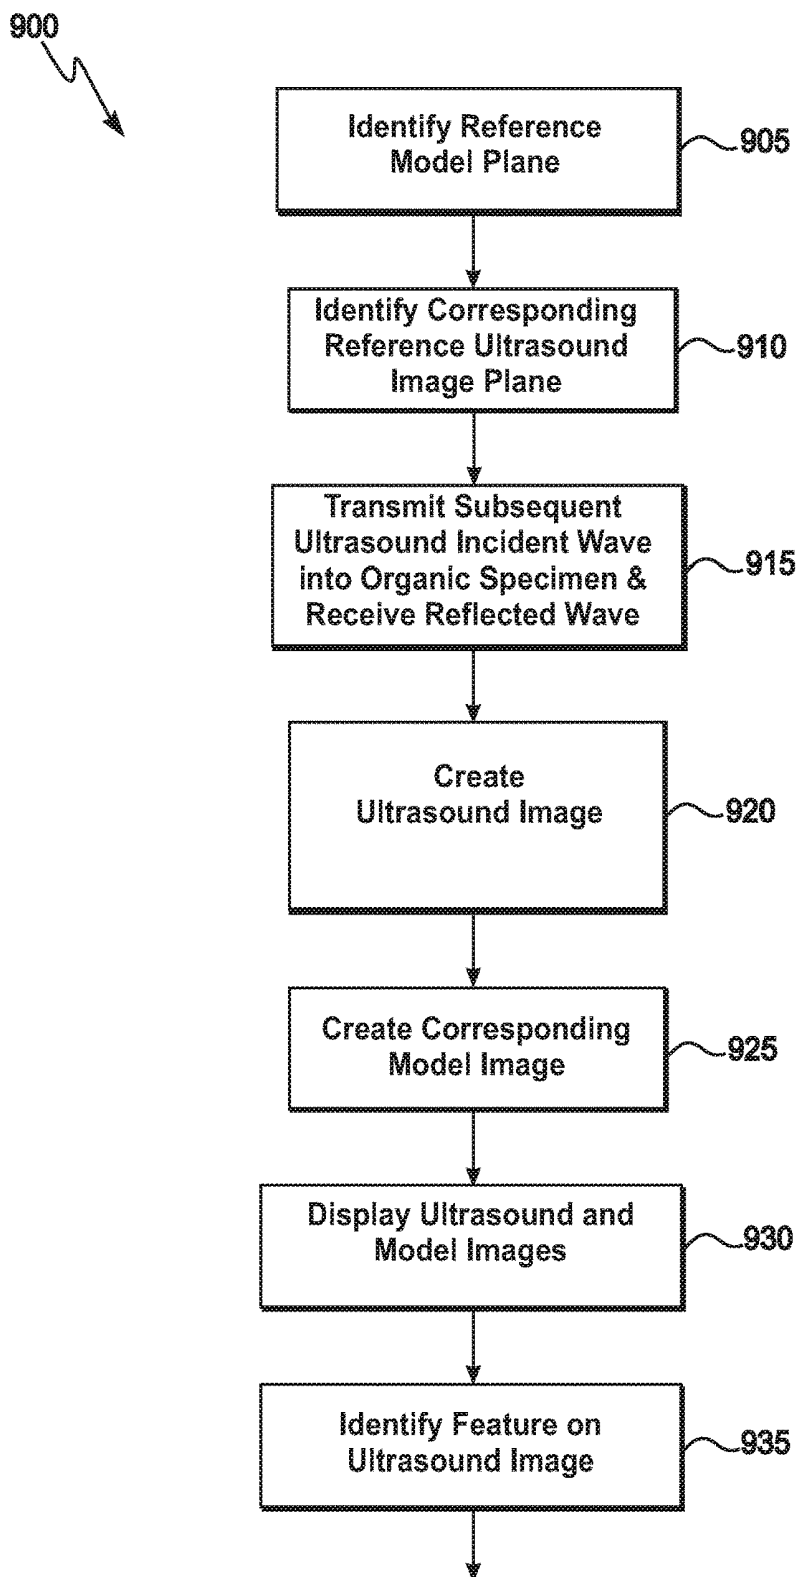 900
Identify Reference
Model Plane
905
Identify Corresponding
Reference Ultrasound
Image Plane
910
Transmit Subsequent
Ultrasound Incident Wave
into Organic Specimen &
Receive Reflected Wave
915
Create
Ultrasound Image
920
Create Corresponding
Model Image
925
Display Ultrasound and
Model Images
930
Identify Feature on
Ultrasound Image
935